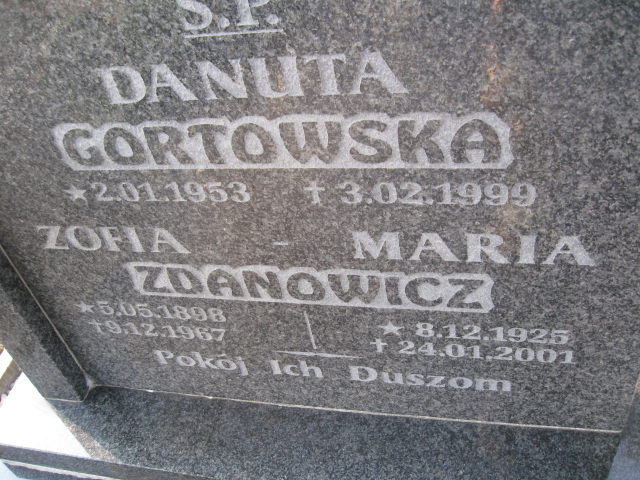 S.P.
DANUTA
GORTOWSKA
★2.01.1953 †3.02.1999
ZOFIA - MARIA
ZDANOWICZ
★5.05.1898 ★8.12.1925
†9.12.1967 †24.01.2001
Pokój Ich Duszom